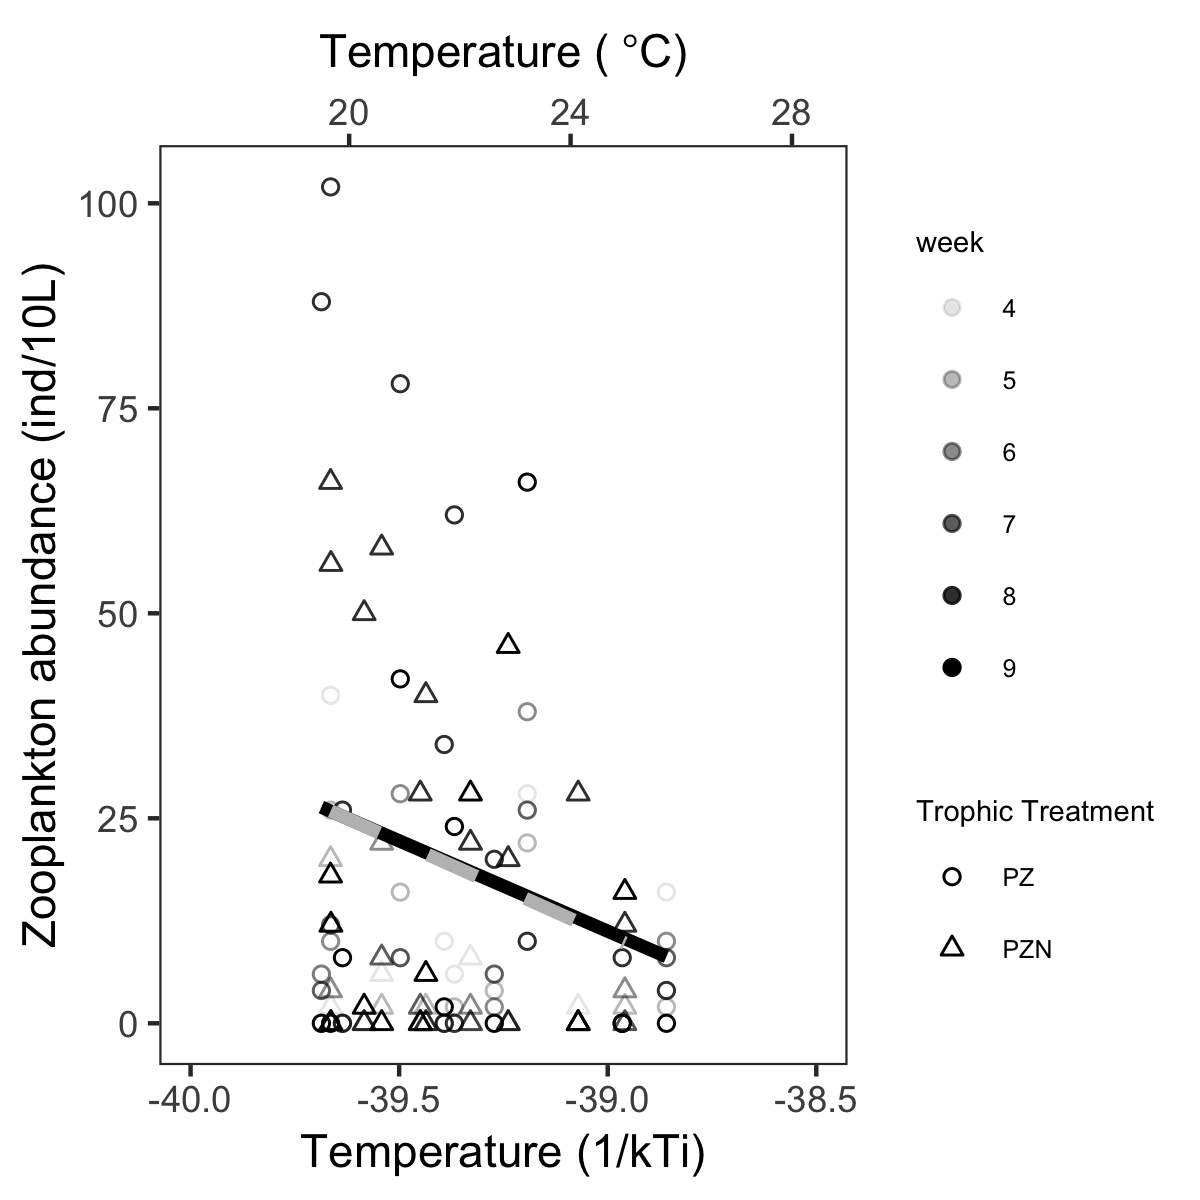 Temperature ( °C)
20 24 28
Zooplankton abundance (ind/10L)
100
75
50
25
0
-40.0 -39.5 -39.0 -38.5
Temperature (1/kTi)
week
4
5
6
7
8
9
Trophic Treatment
PZ
PZN